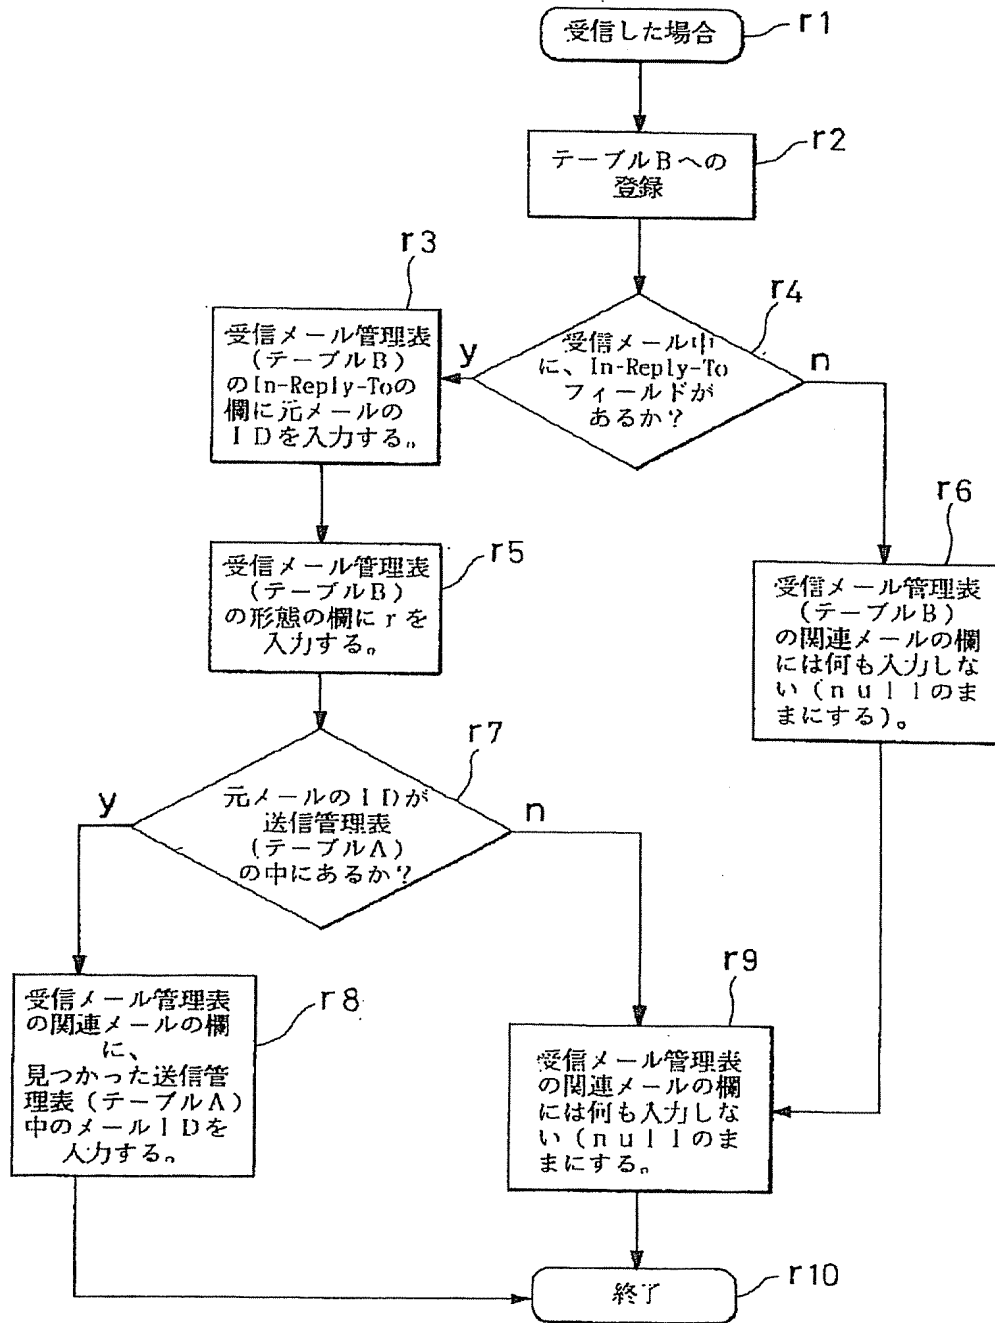 受信した場合
r1
テーブルBへの
登録
r2
r3
受信メール管理表
(テーブルB)
のIn-Reply-Toの
欄に元メールの
IDを入力する。
y
受信メール中
に、In-Reply-To
フィールドが
あるか？
r4
n
受信メール管理表
(テーブルB)
の形態の欄にrを
入力する。
r5
r6
受信メール管理表
(テーブルB)
の関連メールの欄
には何も入力しな
い(nullのま
まにする)。
y
元メールのIDが
送信管理表
(テーブルA)
の中にあるか？
r7
n
受信メール管理表
の関連メールの欄
に、
見つかった送信管
理表(テーブルA)
中のメールIDを
入力する。
r8
r9
受信メール管理表
の関連メールの欄
には何も入力しな
い(nullのま
まにする。
終了
r10